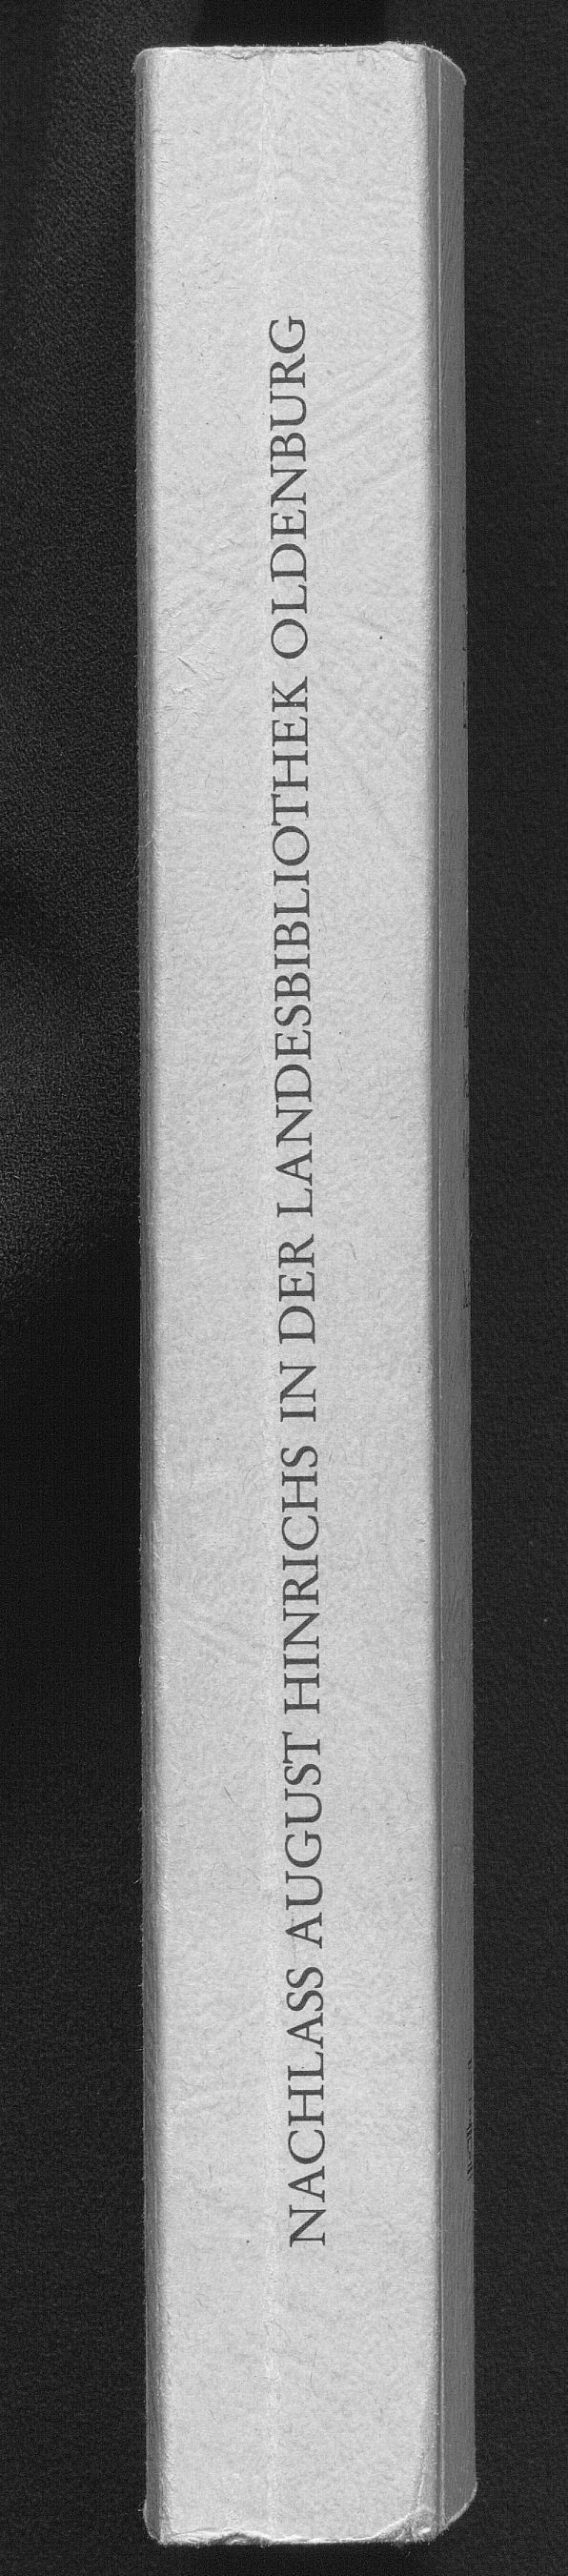 NACHLASS AUGUST HINRICHS IN DER LANDESBIBLIOTHEK OLDENBURG